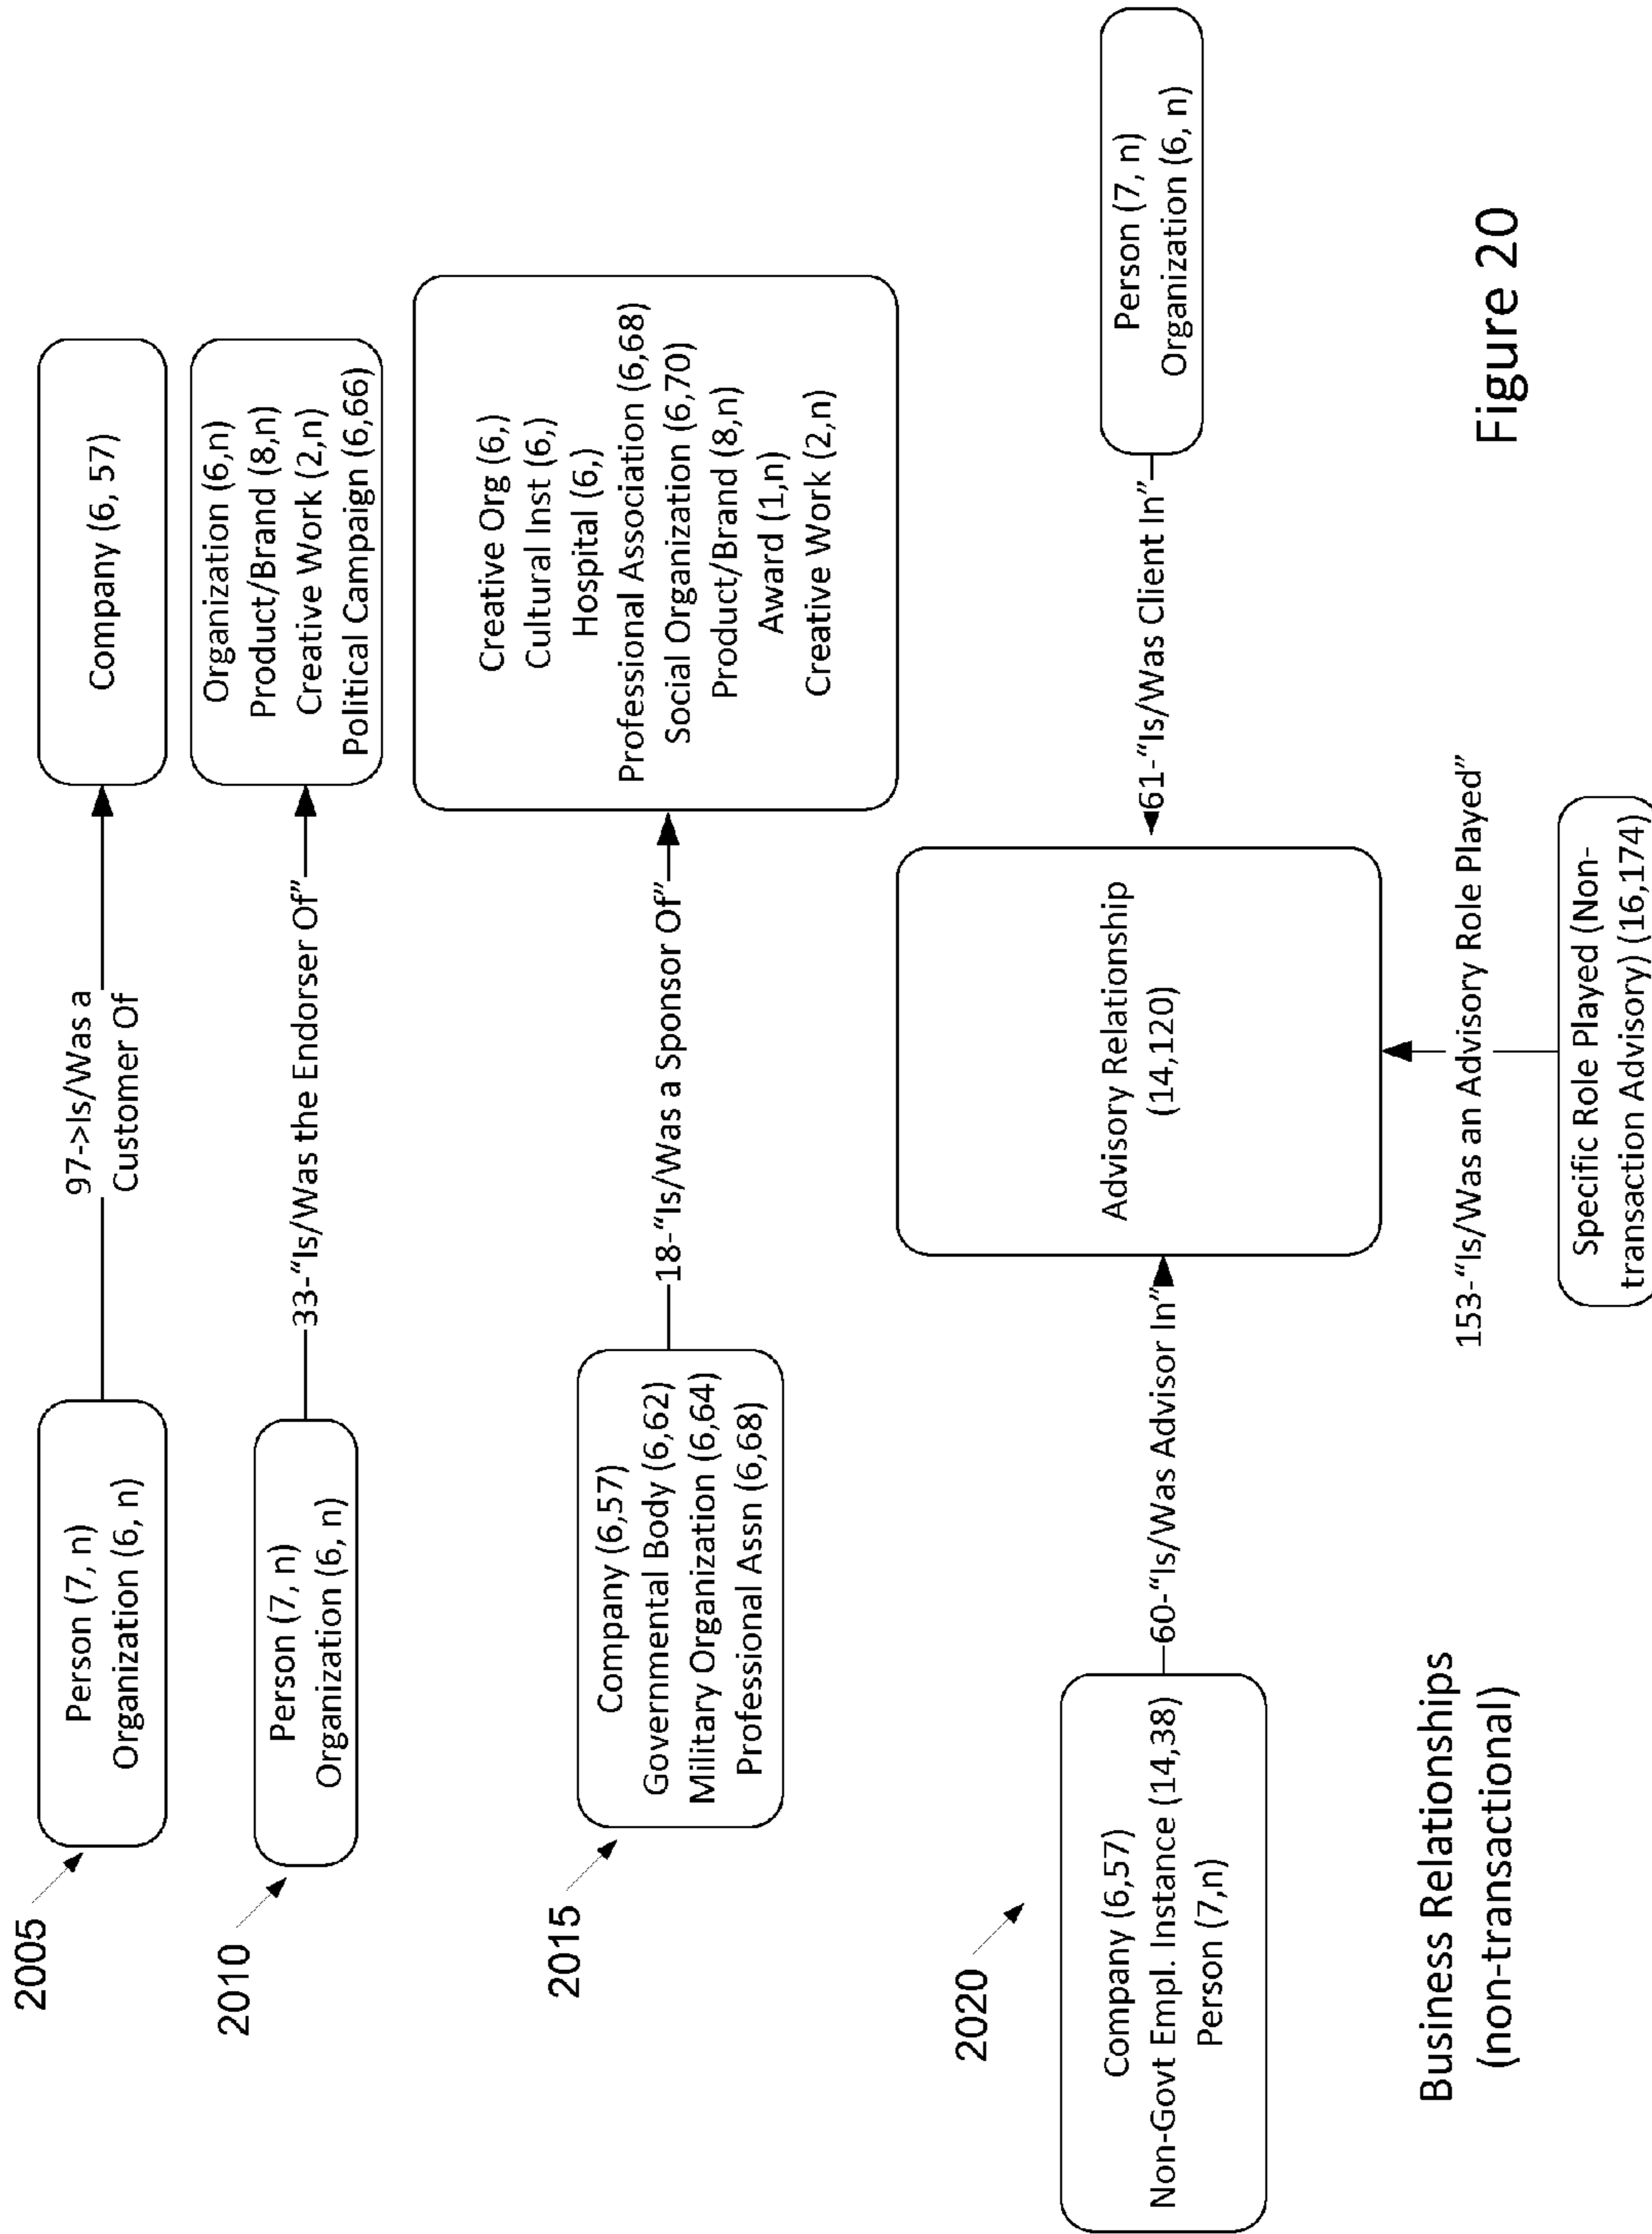 2005
Person (7, n)
Organization (6, n)
97->Is/Was a
Customer Of
Company (6, 57)
2010
Person (7, n)
Organization (6, n)
33-“Is/Was the Endorser Of”
Organization (6,n)
Product/Brand (8,n)
Creative Work (2,n)
Political Campaign (6,66)
2015
Company (6,57)
Governmental Body (6,62)
Military Organization (6,64)
Professional Assn (6,68)
18-“Is/Was a Sponsor Of”
Creative Org (6,)
Cultural Inst (6,)
Hospital (6,)
Professional Association (6,68)
Social Organization (6,70)
Product/Brand (8,n)
Award (1,n)
Creative Work (2,n)
2020
Company (6,57)
Non-Govt Empl. Instance (14,38)
Person (7,n)
60-“Is/Was Advisor In”
Advisory Relationship
(14,120)
61-“Is/Was Client In”
Person (7, n)
Organization (6, n)
153-“Is/Was an Advisory Role Played”
Specific Role Played (Non-
transaction Advisory) (16,174)
Business Relationships
(non-transactional)
Figure 20